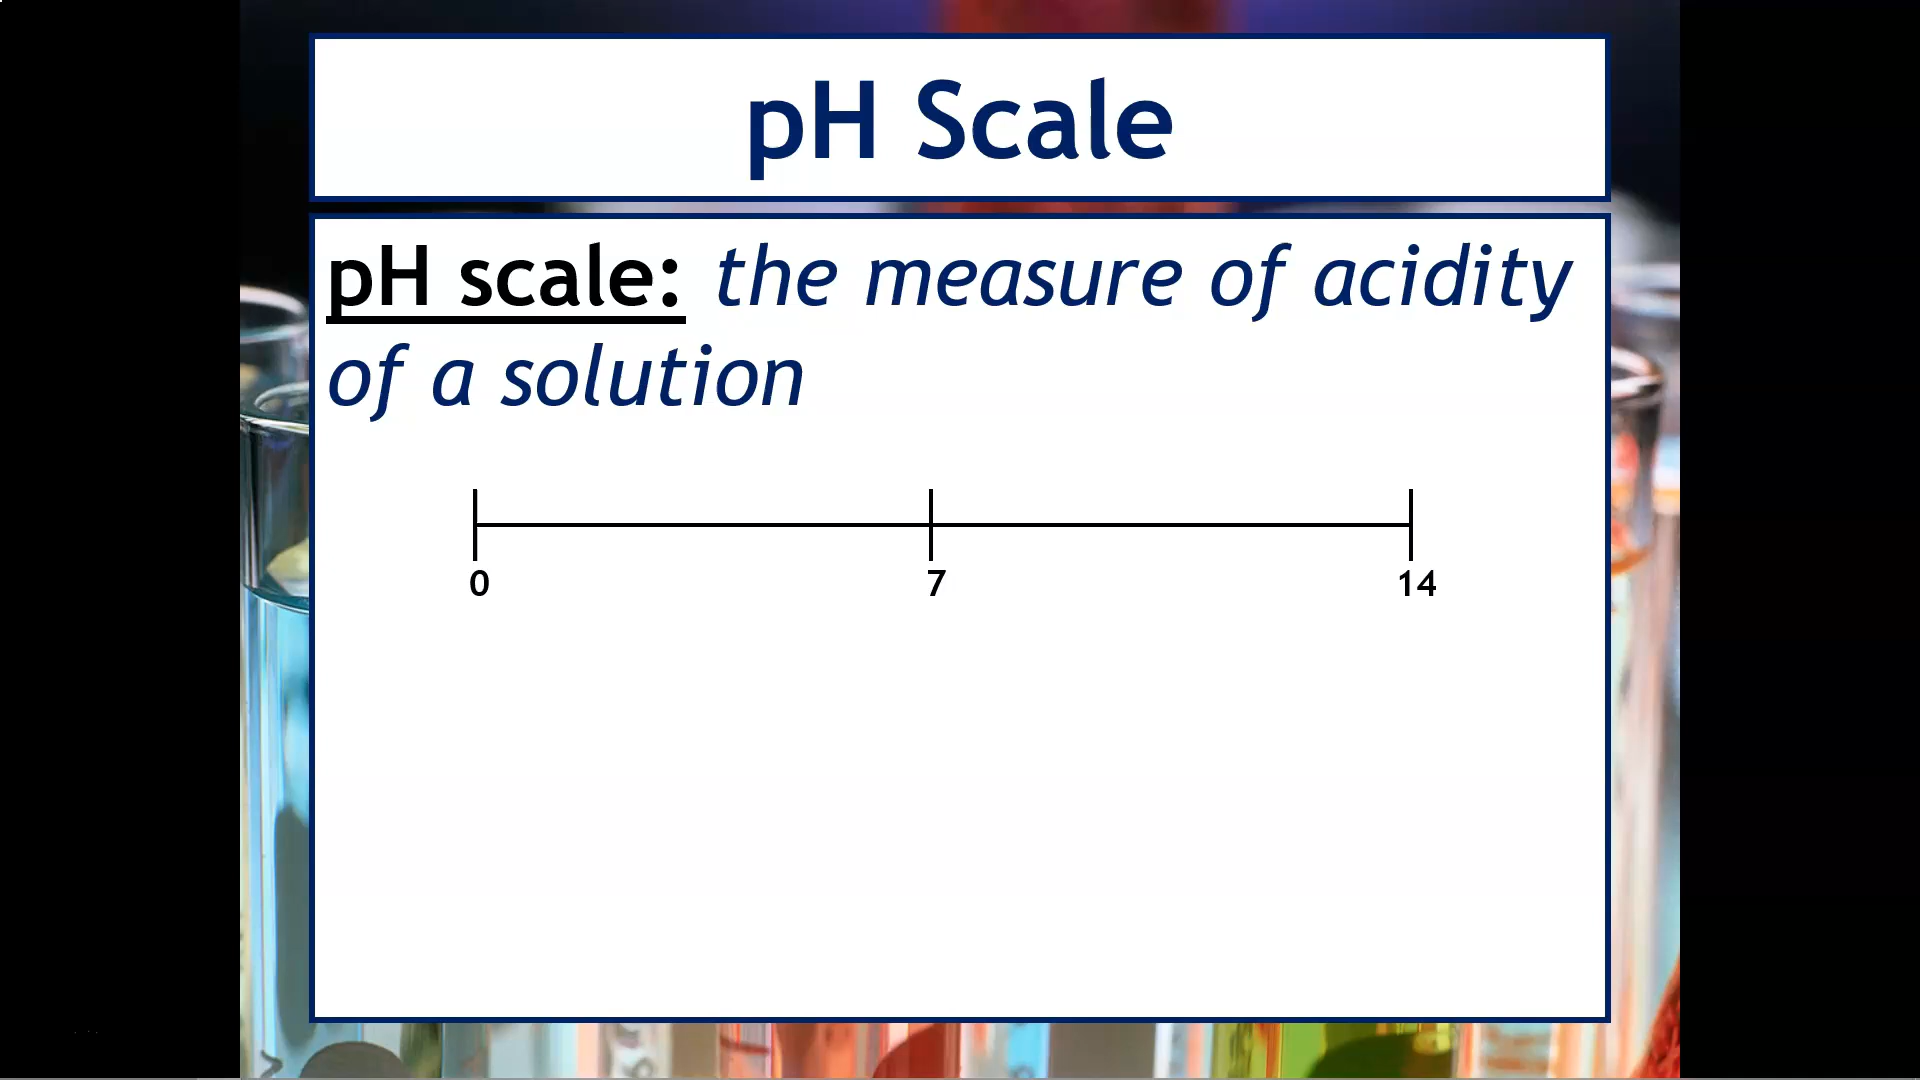 pH Scale
pH scale: the measure of acidity
of a solution
0 7 14